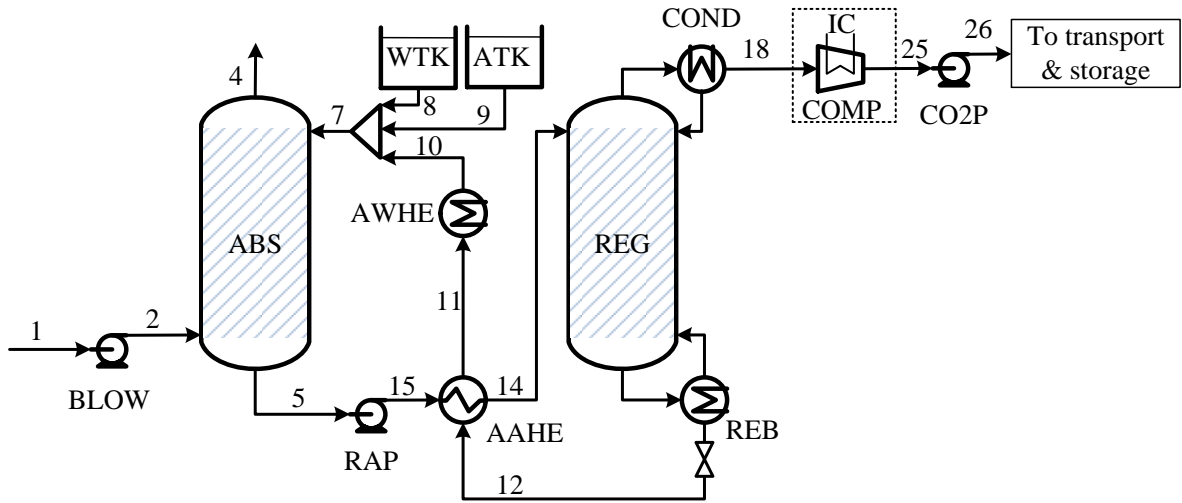 COND
IC
18
25
26
To transport
& storage
COMP
CO2P
WTK
ATK
4
8
7
9
10
AWHE
ABS
REG
11
1
2
BLOW
5
15
14
RAP
AAHE
REB
12